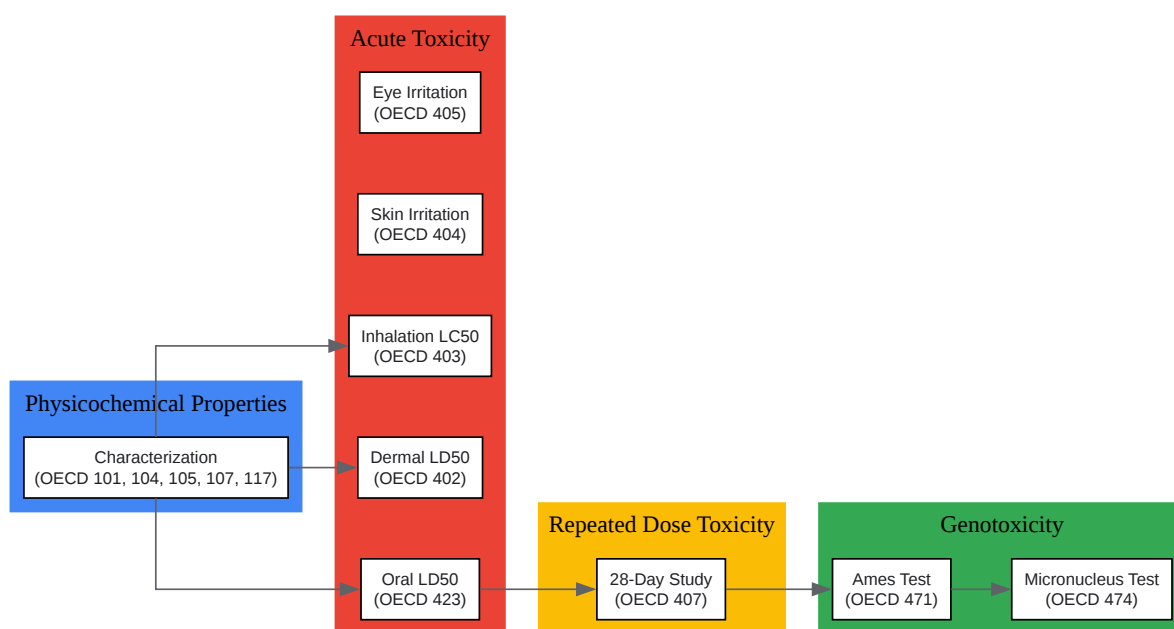 Acute Toxicity
Eye Irritation
(OECD 405)
Skin Irritation
(OECD 404)
Inhalation LC50
(OECD 403)
Physicochemical Properties
Characterization
(OECD 101, 104, 105, 107, 117)
Dermal LD50
(OECD 402)
Oral LD50
(OECD 423)
Repeated Dose Toxicity
28-Day Study
(OECD 407)
Genotoxicity
Ames Test
(OECD 471)
Micronucleus Test
(OECD 474)